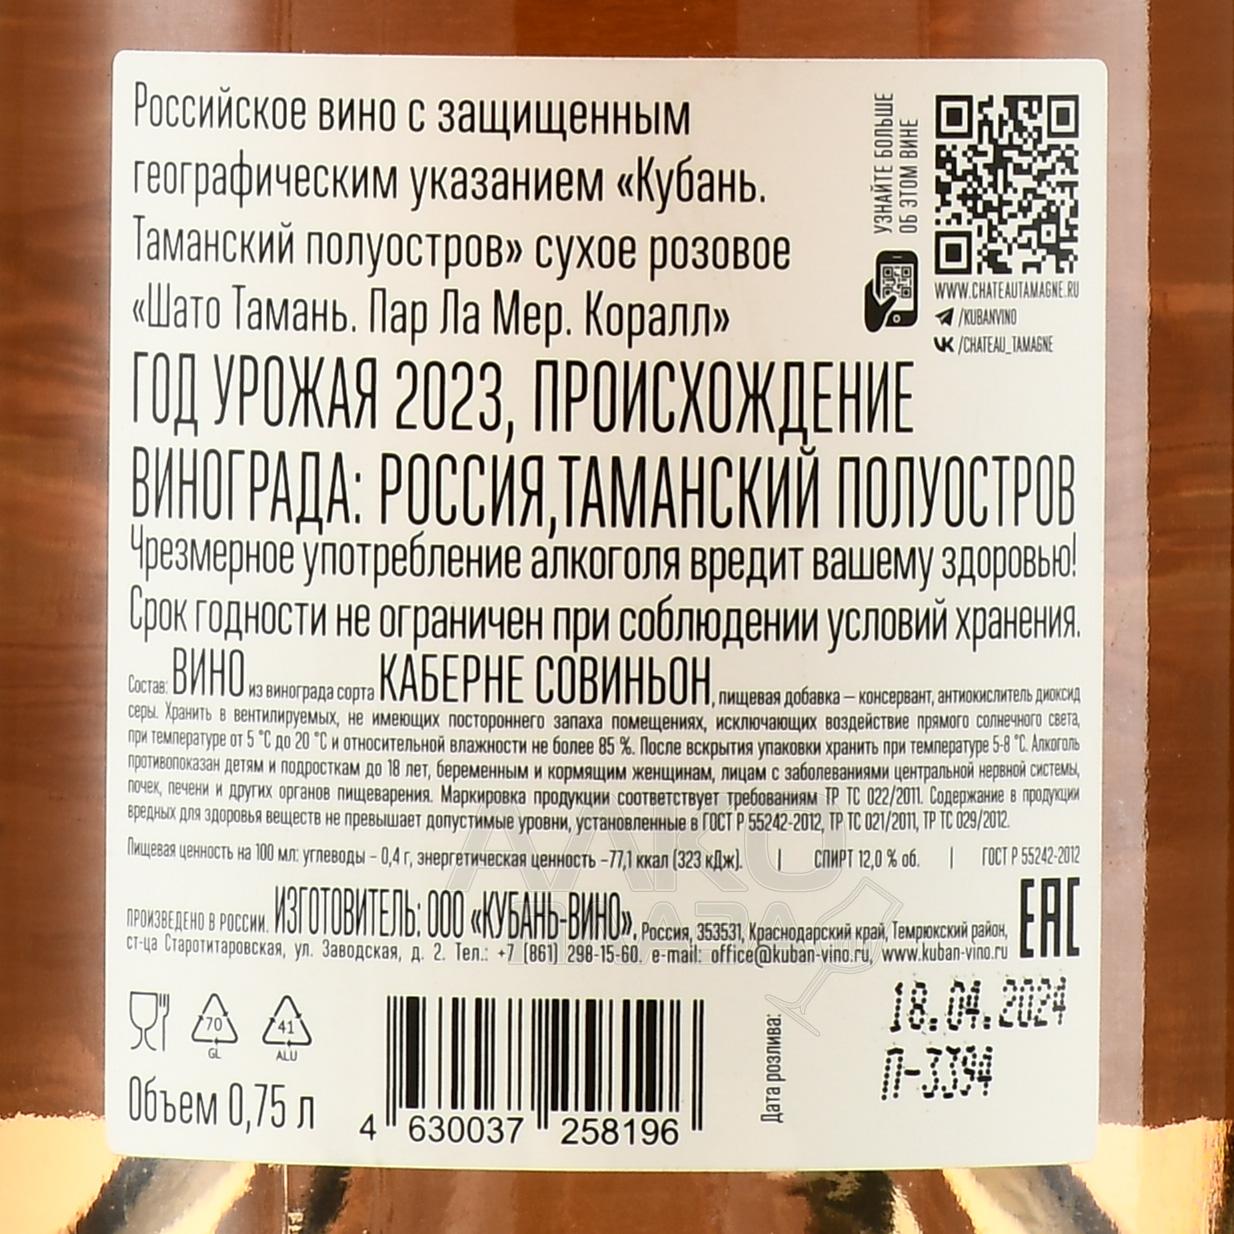 Российское вино с защищенным
географическим указанием «Кубань.
Таманский полуостров» сухое розовое
«Шато Тамань. Пар Ла Мер. Коралл»
УЗНАЙТЕ БОЛЬШЕ
ОБ ЭТОМ ВИНЕ
WWW.CHATEAUTAMAGNE.RU
/KUBANVINO
/CHATEAU_TAMAGNE
ГОД УРОЖАЯ 2023, ПРОИСХОЖДЕНИЕ
ВИНОГРАДА: РОССИЯ,ТАМАНСКИЙ ПОЛУОСТРОВ
Чрезмерное употребление алкоголя вредит вашему здоровью!
Срок годности не ограничен при соблюдении условий хранения.
Состав: ВИНО из винограда сорта КАБЕРНЕ СОВИНЬОН, пищевая добавка – консервант, антиокислитель диоксид
серы. Хранить в вентилируемых, не имеющих постороннего запаха помещениях, исключающих воздействие прямого солнечного света,
при температуре от 5 °С до 20 °С и относительной влажности не более 85 %. После вскрытия упаковки хранить при температуре 5-8 °С. Алкоголь
противопоказан детям и подросткам до 18 лет, беременным и кормящим женщинам, лицам с заболеваниями центральной нервной системы,
почек, печени и других органов пищеварения. Маркировка продукции соответствует требованиям ТР ТС 022/2011. Содержание в продукции
вредных для здоровья веществ не превышает допустимые уровни, установленные в ГОСТ Р 55242-2012, ТР ТС 021/2011, ТР ТС 029/2012.
Пищевая ценность на 100 мл: углеводы – 0,4 г, энергетическая ценность –77,1 ккал (323 кДж). | СПИРТ 12,0 % об. | ГОСТ Р 55242-2012
ПРОИЗВЕДЕНО В РОССИИ. ИЗГОТОВИТЕЛЬ: ООО «КУБАНЬ-ВИНО», Россия, 353531, Краснодарский край, Темрюкский район,
ст-ца Старотитаровская, ул. Заводская, д. 2. Тел.: +7 (861) 298-15-60. e-mail: office@kuban-vino.ru, www.kuban-vino.ru
ЕАС
АЛКО
ПЛАЗА
70
GL
41
ALU
Объем 0,75 л
4 630037 258196
Дата розлива:
18.04.2024
П-3394